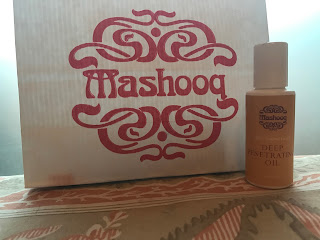 Mashooq
Mashooq
DEEP
PENETRATING
OIL